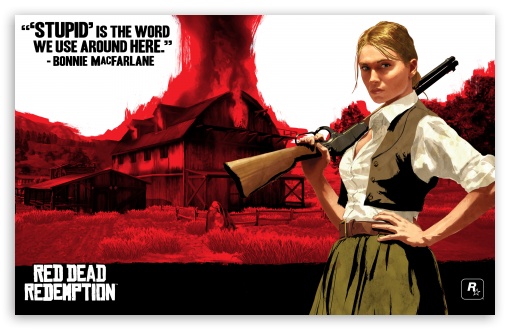 “‘STUPID’ IS THE WORD
WE USE AROUND HERE.”
- BONNIE MACFARLANE
RED DEAD
REDEMPTION
R